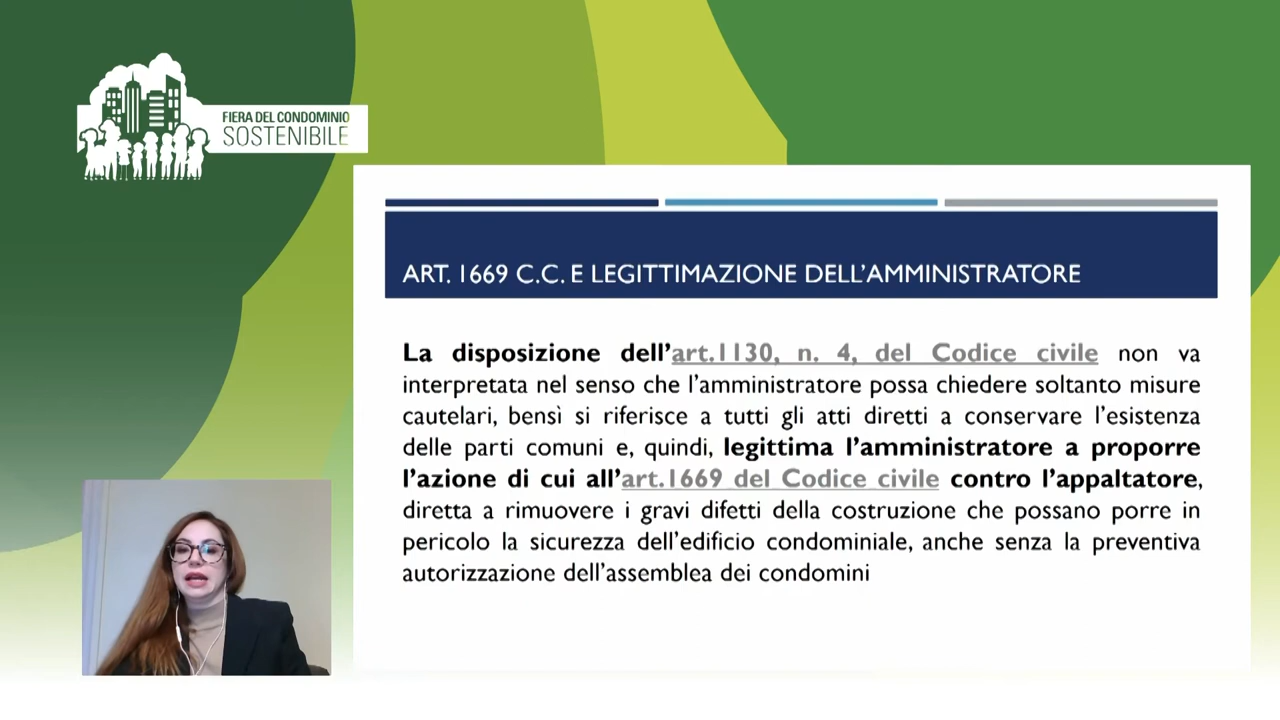 FIERA DEL CONDOMINIO
SOSTENIBILE
ART. 1669 C.C. E LEGITTIMAZIONE DELL'AMMINISTRATORE
La disposizione dell'art.1130, n. 4, del Codice civile non va
interpretata nel senso che l'amministratore possa chiedere soltanto misure
cautelari, bensì si riferisce a tutti gli atti diretti a conservare l'esistenza
delle parti comuni e, quindi, legittima l'amministratore a proporre
l'azione di cui all'art.1669 del Codice civile contro l'appaltatore,
diretta a rimuovere i gravi difetti della costruzione che possano porre in
pericolo la sicurezza dell'edificio condominiale, anche senza la preventiva
autorizzazione dell'assemblea dei condomini